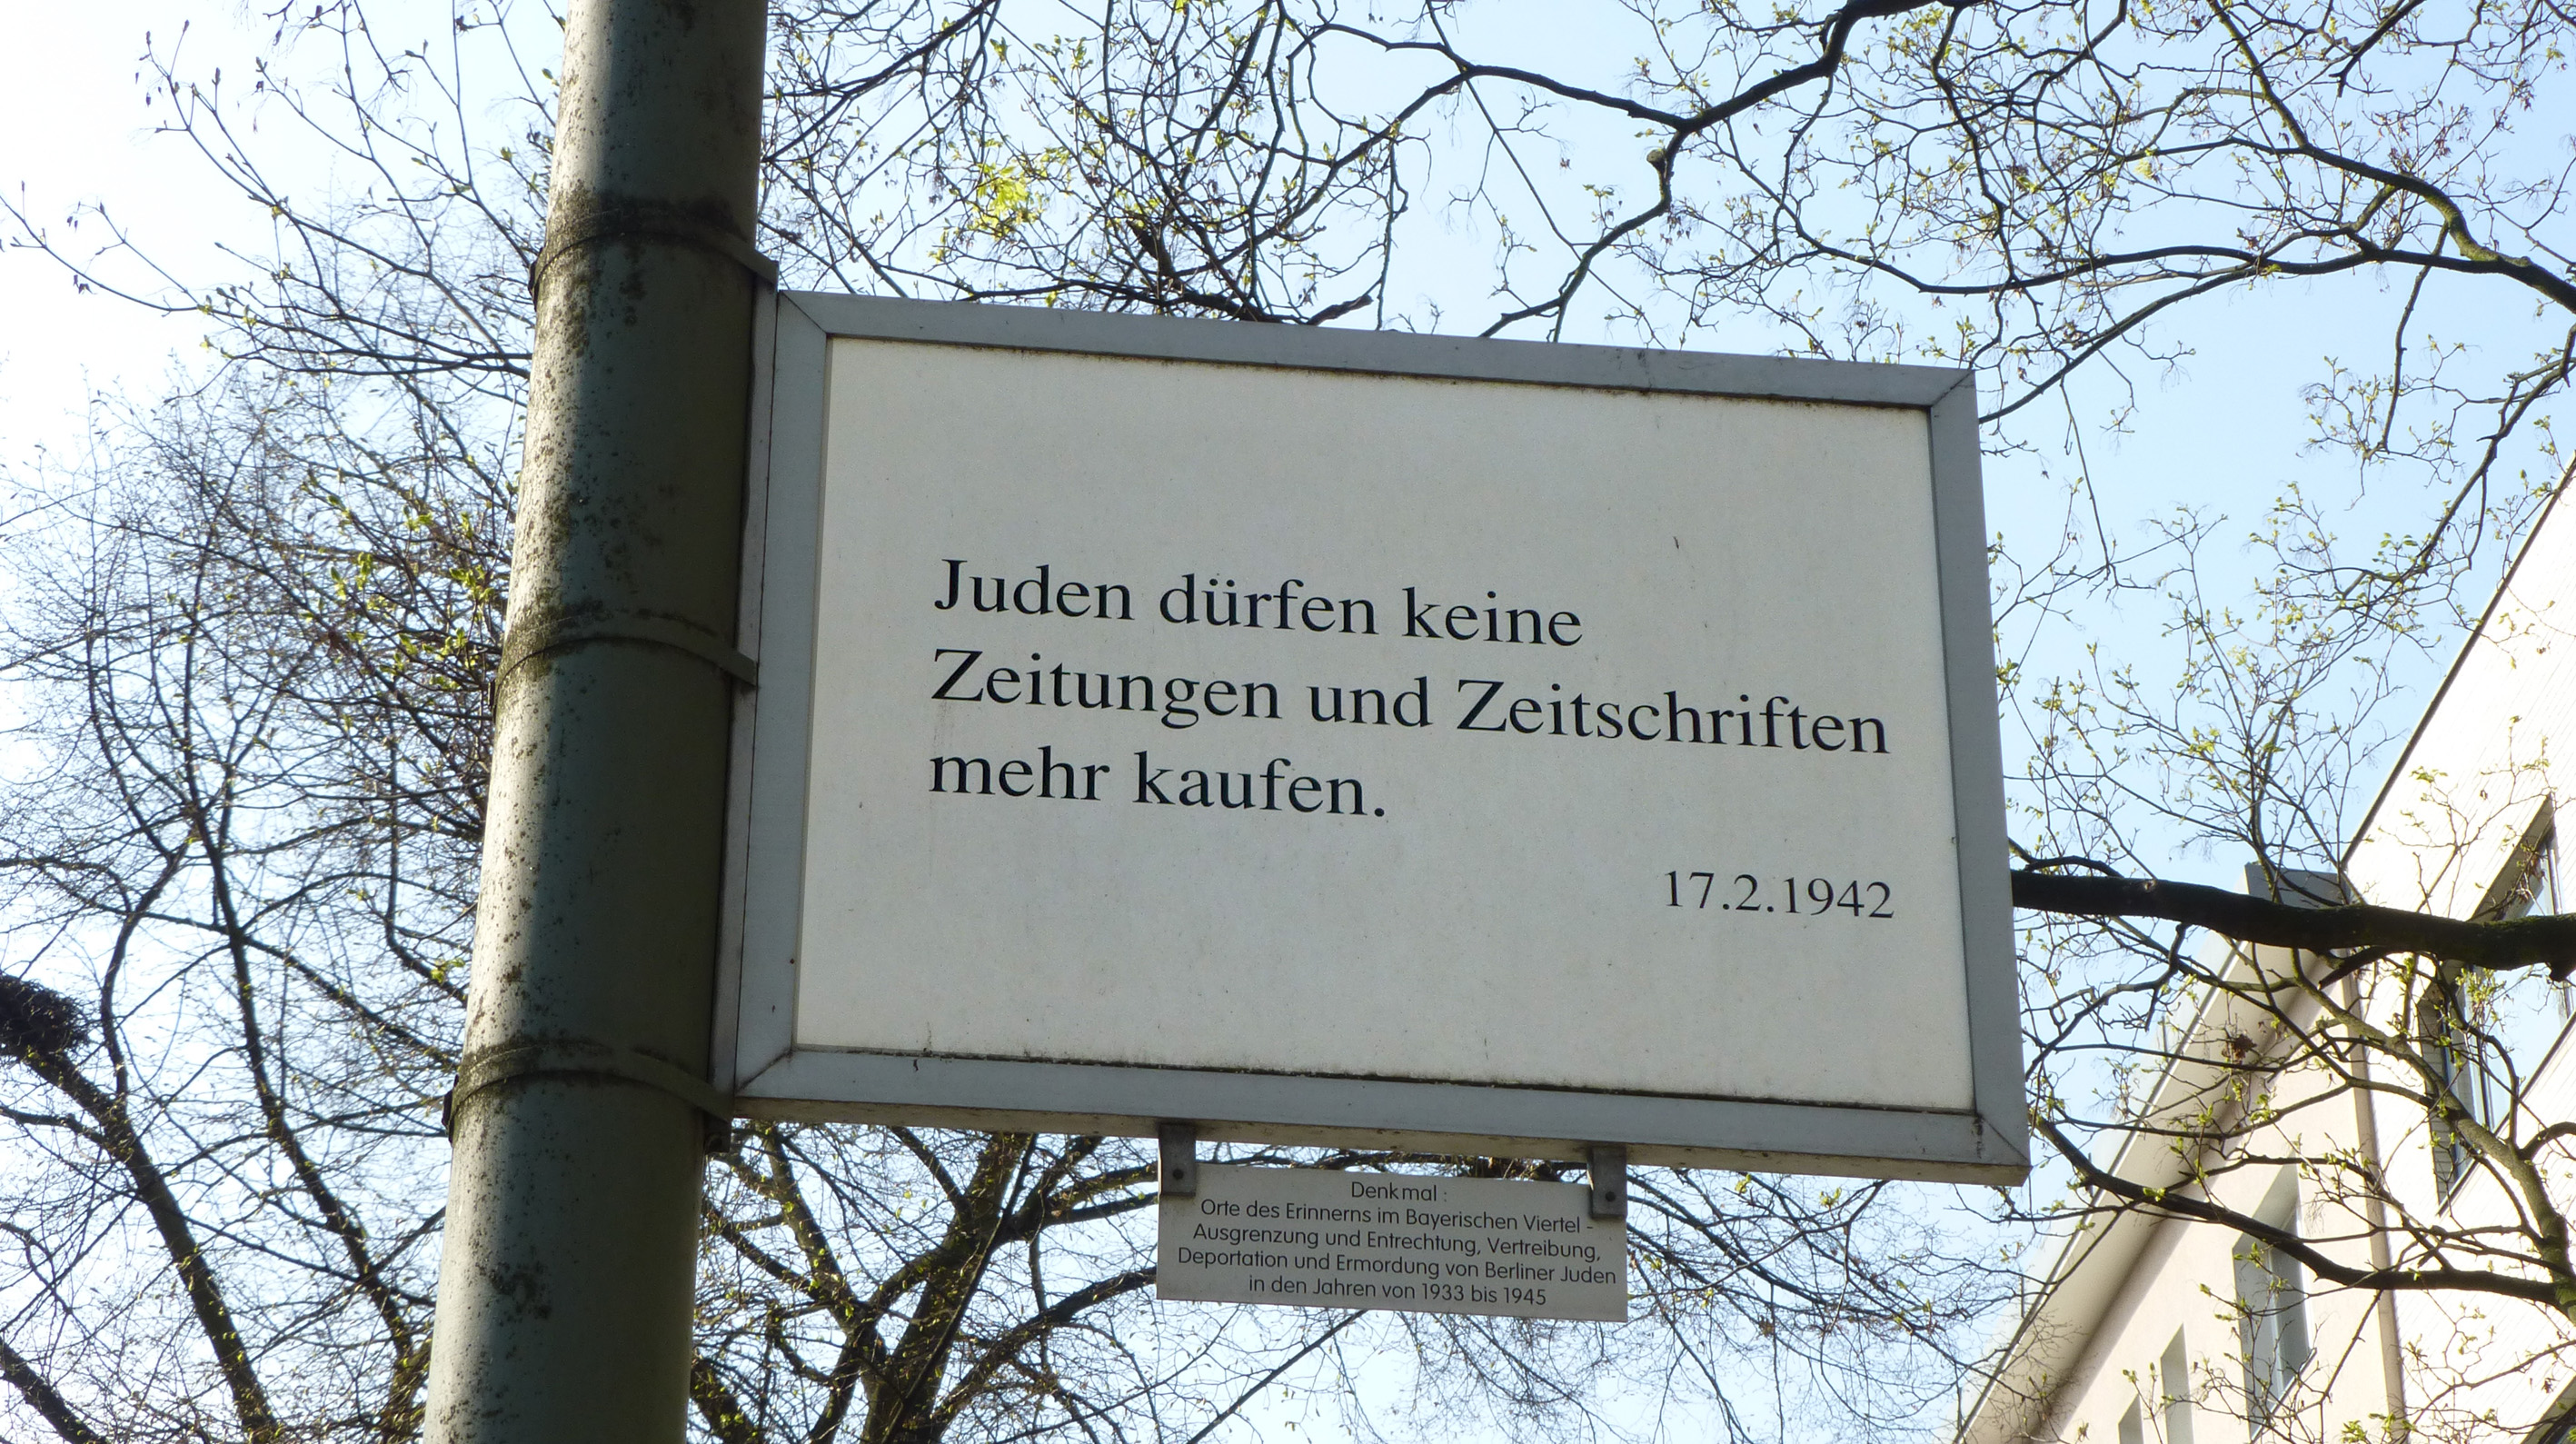 Juden dürfen keine
Zeitungen und Zeitschriften
mehr kaufen.
17.2.1942
Denkmal :
Orte des Erinnerns im Bayerischen Viertel -
Ausgrenzung und Entrechtung, Vertreibung,
Deportation und Ermordung von Berliner Juden
in den Jahren von 1933 bis 1945